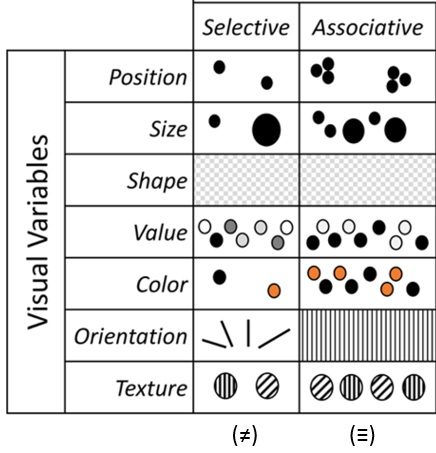 Selective Associative
Visual Variables
Position
Size
Shape
Value
Color
Orientation
Texture
(≠) (≡)